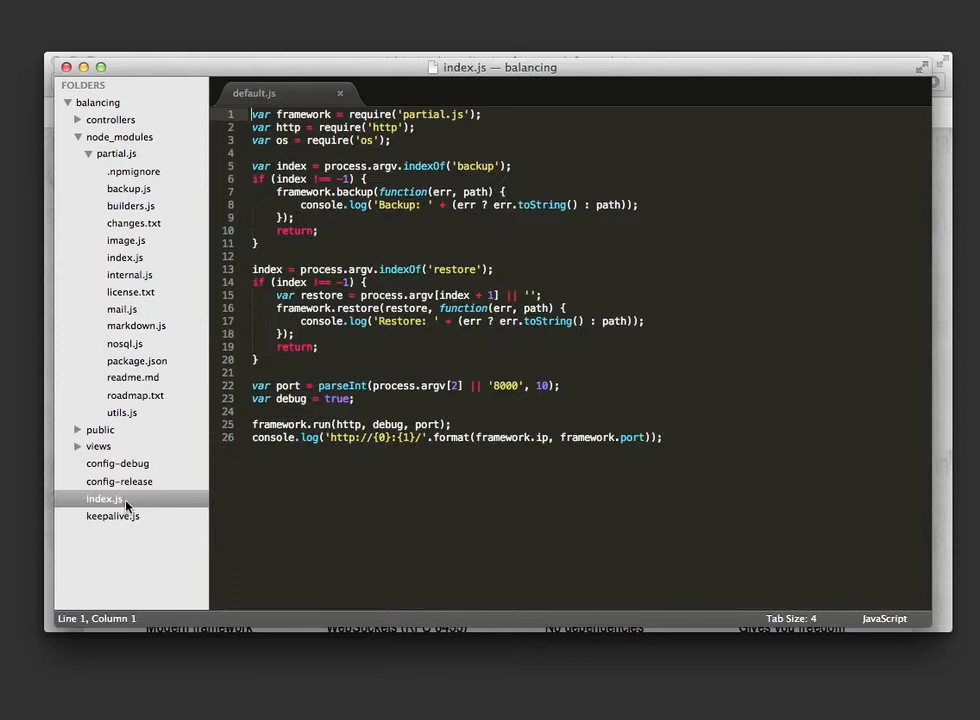 index.js — balancing
FOLDERS
balancing
controllers
node_modules
partial.js
.npmignore
backup.js
builders.js
changes.txt
image.js
index.js
internal.js
license.txt
mail.js
markdown.js
nosql.js
package.json
readme.md
roadmap.txt
utils.js
public
views
config-debug
config-release
index.js
keepalive.js
default.js ×
1 var framework = require('partial.js');
2 var http = require('http');
3 var os = require('os');
4
5 var index = process.argv.indexOf('backup');
6 if (index !== -1) {
7 framework.backup(function(err, path) {
8 console.log('Backup: ' + (err ? err.toString() : path));
9 });
10 return;
11 }
12
13 index = process.argv.indexOf('restore');
14 if (index !== -1) {
15 var restore = process.argv[index + 1] || '';
16 framework.restore(restore, function(err, path) {
17 console.log('Restore: ' + (err ? err.toString() : path));
18 });
19 return;
20 }
21
22 var port = parseInt(process.argv[2] || '8000', 10);
23 var debug = true;
24
25 framework.run(http, debug, port);
26 console.log('http://{0}:{1}/'.format(framework.ip, framework.port));
Line 1, Column 1 Tab Size: 4 JavaScript
Modern framework WebSockets (RFC 6455) No dependencies Gives you freedom